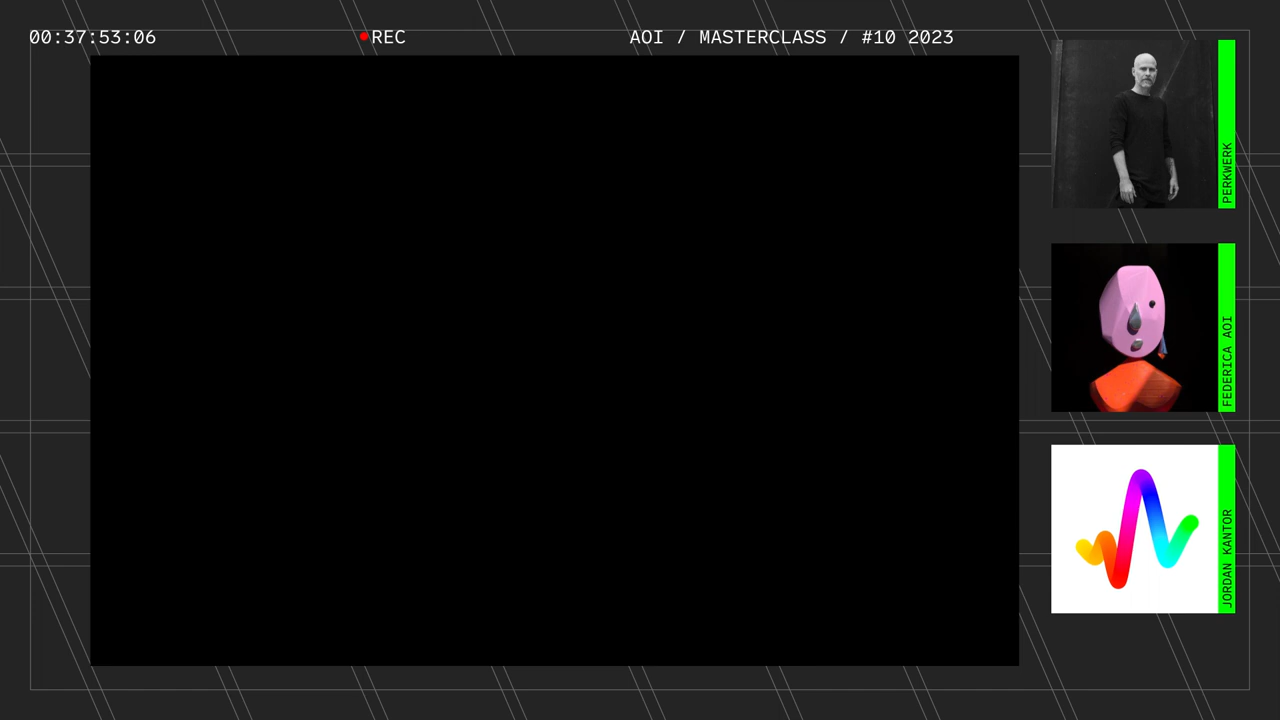 00:37:53:06
REC
AOI / MASTERCLASS / #10 2023
PERKWERK
FEDERICA AOI
JORDAN KANTOR